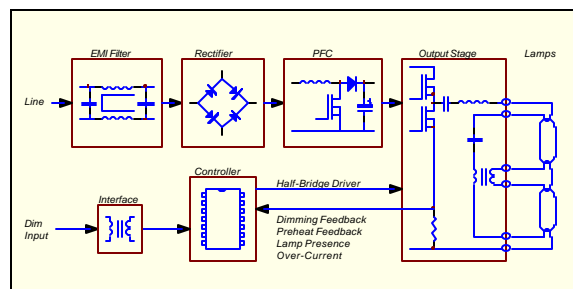 EMI Filter
Rectifier
PFC
Output Stage
Lamps
Line
Controller
Half-Bridge Driver
Interface
Dimming Feedback
Preheat Feedback
Lamp Presence
Over-Current
Dim
Input